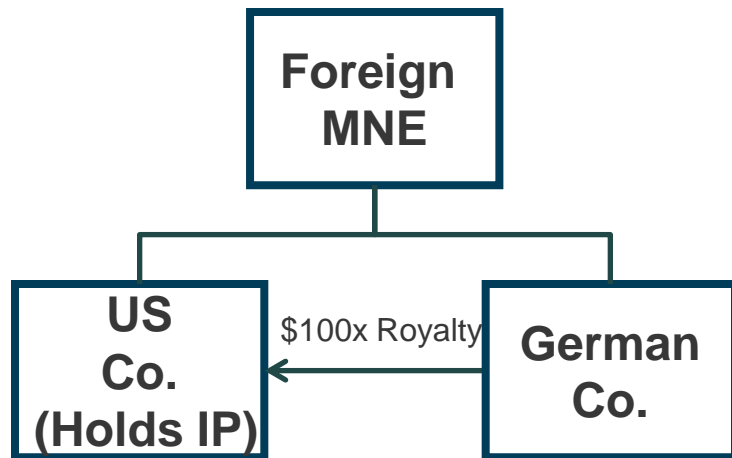 Foreign
MNE
US
Co.
(Holds IP)
$100x Royalty
German
Co.